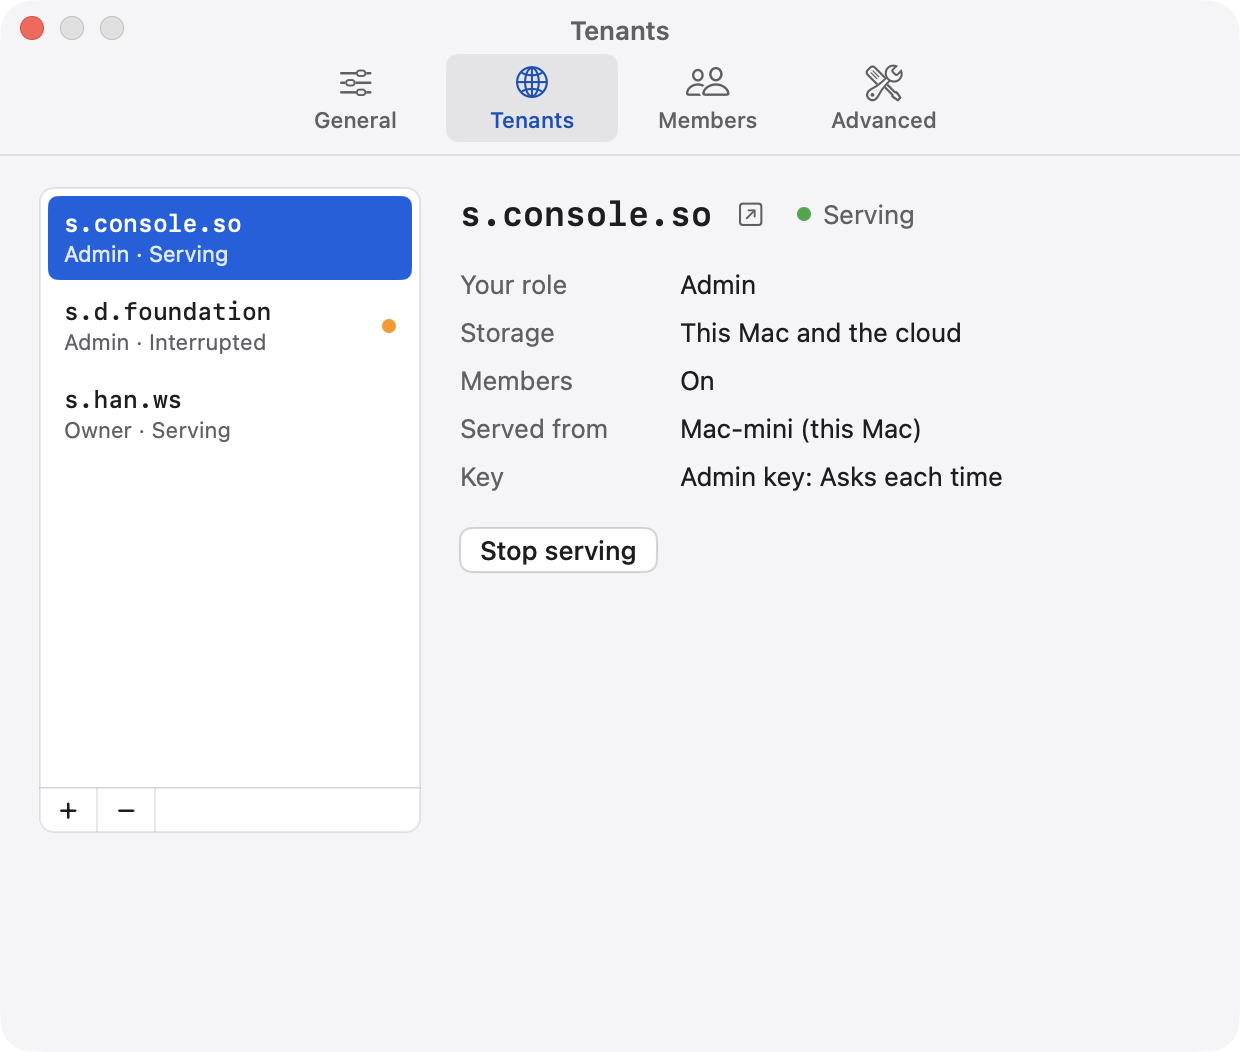 Tenants
General
Tenants
Members
Advanced
s.console.so
Admin · Serving
s.d.foundation
Admin · Interrupted
s.han.ws
Owner · Serving
s.console.so
Serving
Your role Admin
Storage This Mac and the cloud
Members On
Served from Mac-mini (this Mac)
Key Admin key: Asks each time
Stop serving